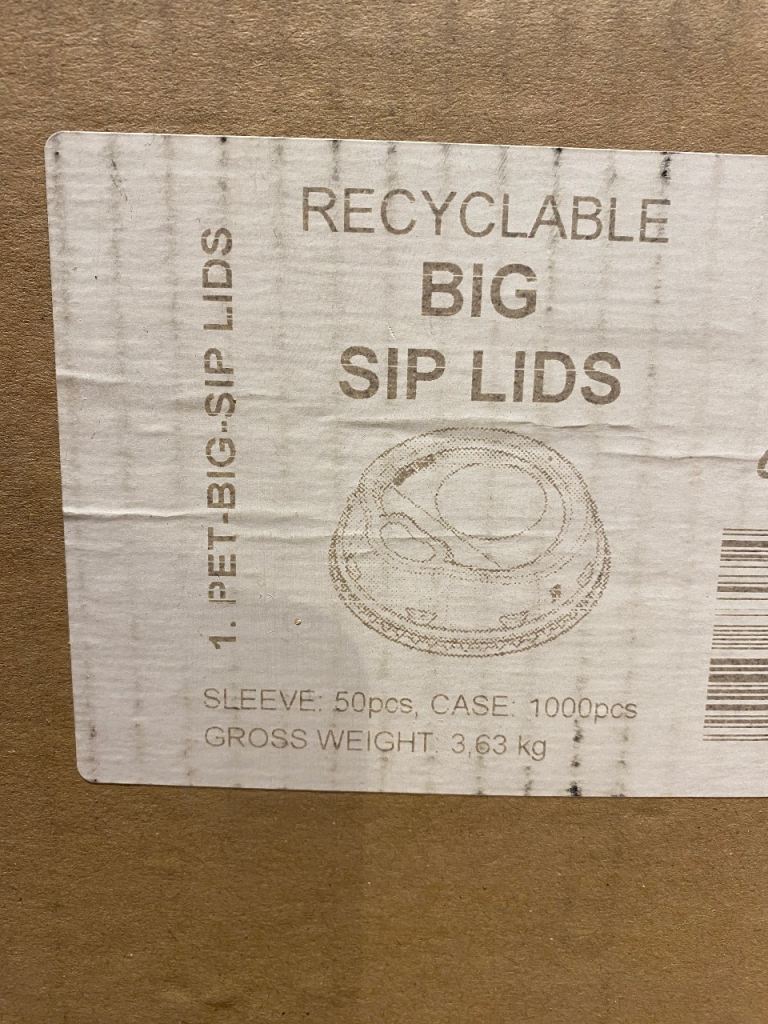 RECYCLABLE
BIG
SIP LIDS
1. PET-BIG-SIP LIDS
SLEEVE: 50pcs, CASE: 1000pcs
GROSS WEIGHT: 3,63 kg